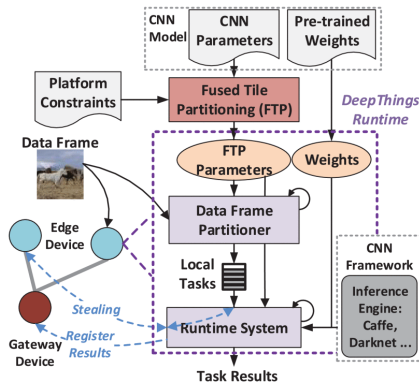 CNN
Model
CNN
Parameters
Pre-trained
Weights
Platform
Constraints
Fused Tile
Partitioning (FTP)
DeepThings
Runtime
Data Frame
FTP
Parameters
Weights
Edge
Device
Data Frame
Partitioner
Local
Tasks
CNN
Framework
Inference
Engine:
Caffe,
Darknet ...
Stealing
Register
Results
Runtime System
Gateway
Device
Task Results